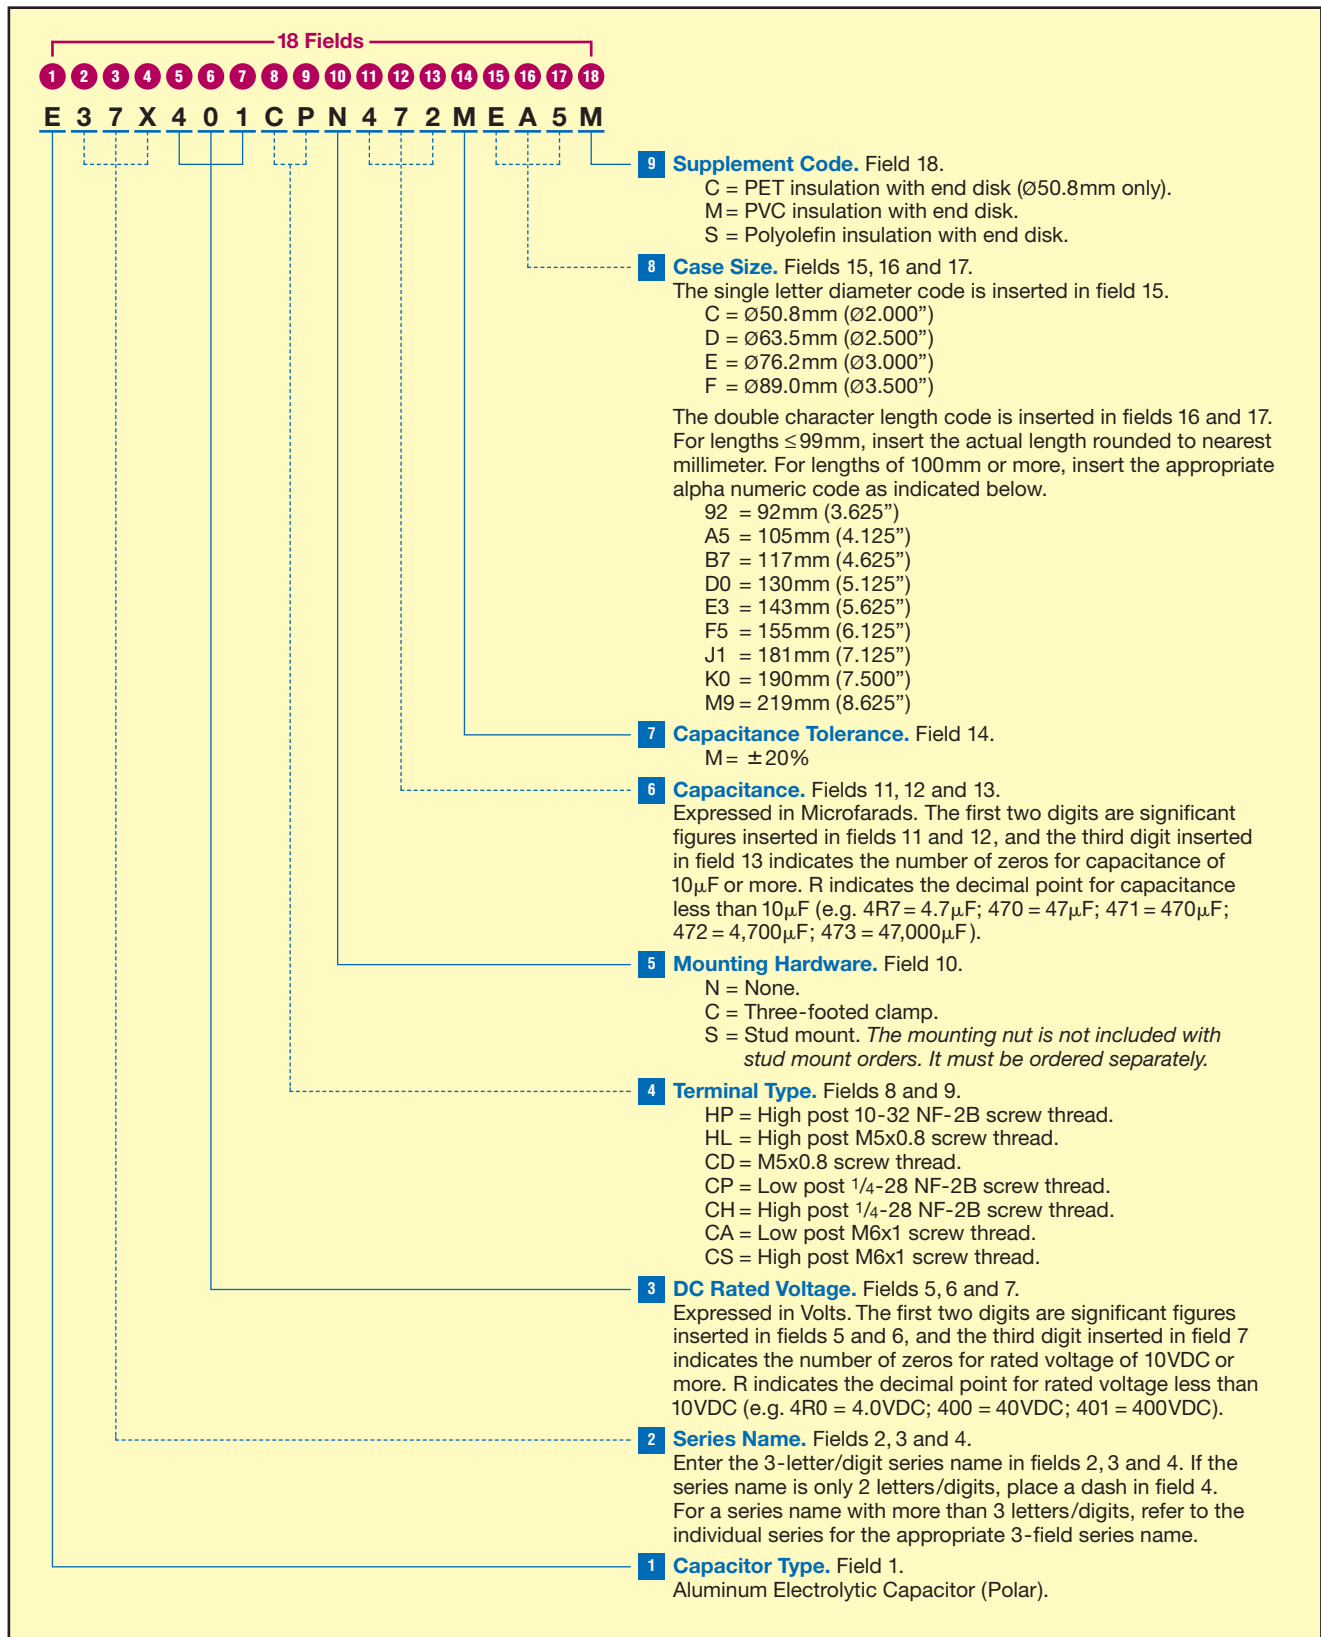 18 Fields
1 2 3 4 5 6 7 8 9 10 11 12 13 14 15 16 17 18
E 3 7 X 4 0 1 C P N 4 7 2 M E A 5 M
9 Supplement Code. Field 18.
C = PET insulation with end disk (Ø50.8mm only).
M = PVC insulation with end disk.
S = Polyolefin insulation with end disk.
8 Case Size. Fields 15, 16 and 17.
The single letter diameter code is inserted in field 15.
C = Ø50.8mm (Ø2.000”)
D = Ø63.5mm (Ø2.500”)
E = Ø76.2mm (Ø3.000”)
F = Ø89.0mm (Ø3.500”)
The double character length code is inserted in fields 16 and 17.
For lengths ≤99mm, insert the actual length rounded to nearest
millimeter. For lengths of 100mm or more, insert the appropriate
alpha numeric code as indicated below.
92 = 92mm (3.625”)
A5 = 105mm (4.125”)
B7 = 117mm (4.625”)
D0 = 130mm (5.125”)
E3 = 143mm (5.625”)
F5 = 155mm (6.125”)
J1 = 181mm (7.125”)
K0 = 190mm (7.500”)
M9 = 219mm (8.625”)
7 Capacitance Tolerance. Field 14.
M = ±20%
6 Capacitance. Fields 11, 12 and 13.
Expressed in Microfarads. The first two digits are significant
figures inserted in fields 11 and 12, and the third digit inserted
in field 13 indicates the number of zeros for capacitance of
10µF or more. R indicates the decimal point for capacitance
less than 10µF (e.g. 4R7 = 4.7µF; 470 = 47µF; 471 = 470µF;
472 = 4,700µF; 473 = 47,000µF).
5 Mounting Hardware. Field 10.
N = None.
C = Three-footed clamp.
S = Stud mount. The mounting nut is not included with
stud mount orders. It must be ordered separately.
4 Terminal Type. Fields 8 and 9.
HP = High post 10-32 NF-2B screw thread.
HL = High post M5x0.8 screw thread.
CD = M5x0.8 screw thread.
CP = Low post 1/4-28 NF-2B screw thread.
CH = High post 1/4-28 NF-2B screw thread.
CA = Low post M6x1 screw thread.
CS = High post M6x1 screw thread.
3 DC Rated Voltage. Fields 5, 6 and 7.
Expressed in Volts. The first two digits are significant figures
inserted in fields 5 and 6, and the third digit inserted in field 7
indicates the number of zeros for rated voltage of 10VDC or
more. R indicates the decimal point for rated voltage less than
10VDC (e.g. 4R0 = 4.0VDC; 400 = 40VDC; 401 = 400VDC).
2 Series Name. Fields 2, 3 and 4.
Enter the 3-letter/digit series name in fields 2, 3 and 4. If the
series name is only 2 letters/digits, place a dash in field 4.
For a series name with more than 3 letters/digits, refer to the
individual series for the appropriate 3-field series name.
1 Capacitor Type. Field 1.
Aluminum Electrolytic Capacitor (Polar).